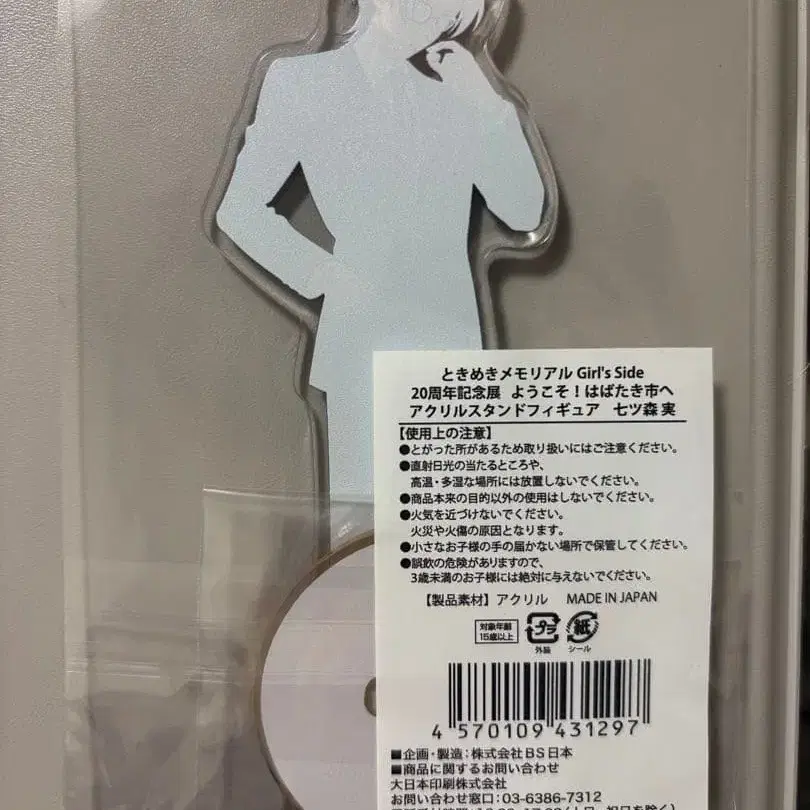 ときめきメモリアル Girl's Side
20周年記念展 ようこそ！はばたき市へ
アクリルスタンドフィギュア 七ツ森 実
【使用上の注意】
●とがった所があるため取り扱いにはご注意ください。
●直射日光の当たるところや、
高温・多湿な場所には放置しないでください。
●商品本来の目的以外の使用はしないでください。
●火気を近づけないでください。
火災や火傷の原因となります。
●小さなお子様の手の届かない場所で保管してください。
●誤飲の危険がありますので、
3歳未満のお子様には絶対に与えないでください。
【製品素材】アクリル MADE IN JAPAN
対象年齢
15歳以上
プラ
外装
紙
シール
4 570109 431297
■企画・製造：株式会社BS日本
■商品に関するお問い合わせ
大日本印刷株式会社
お問い合わせ窓口：03-6386-7312